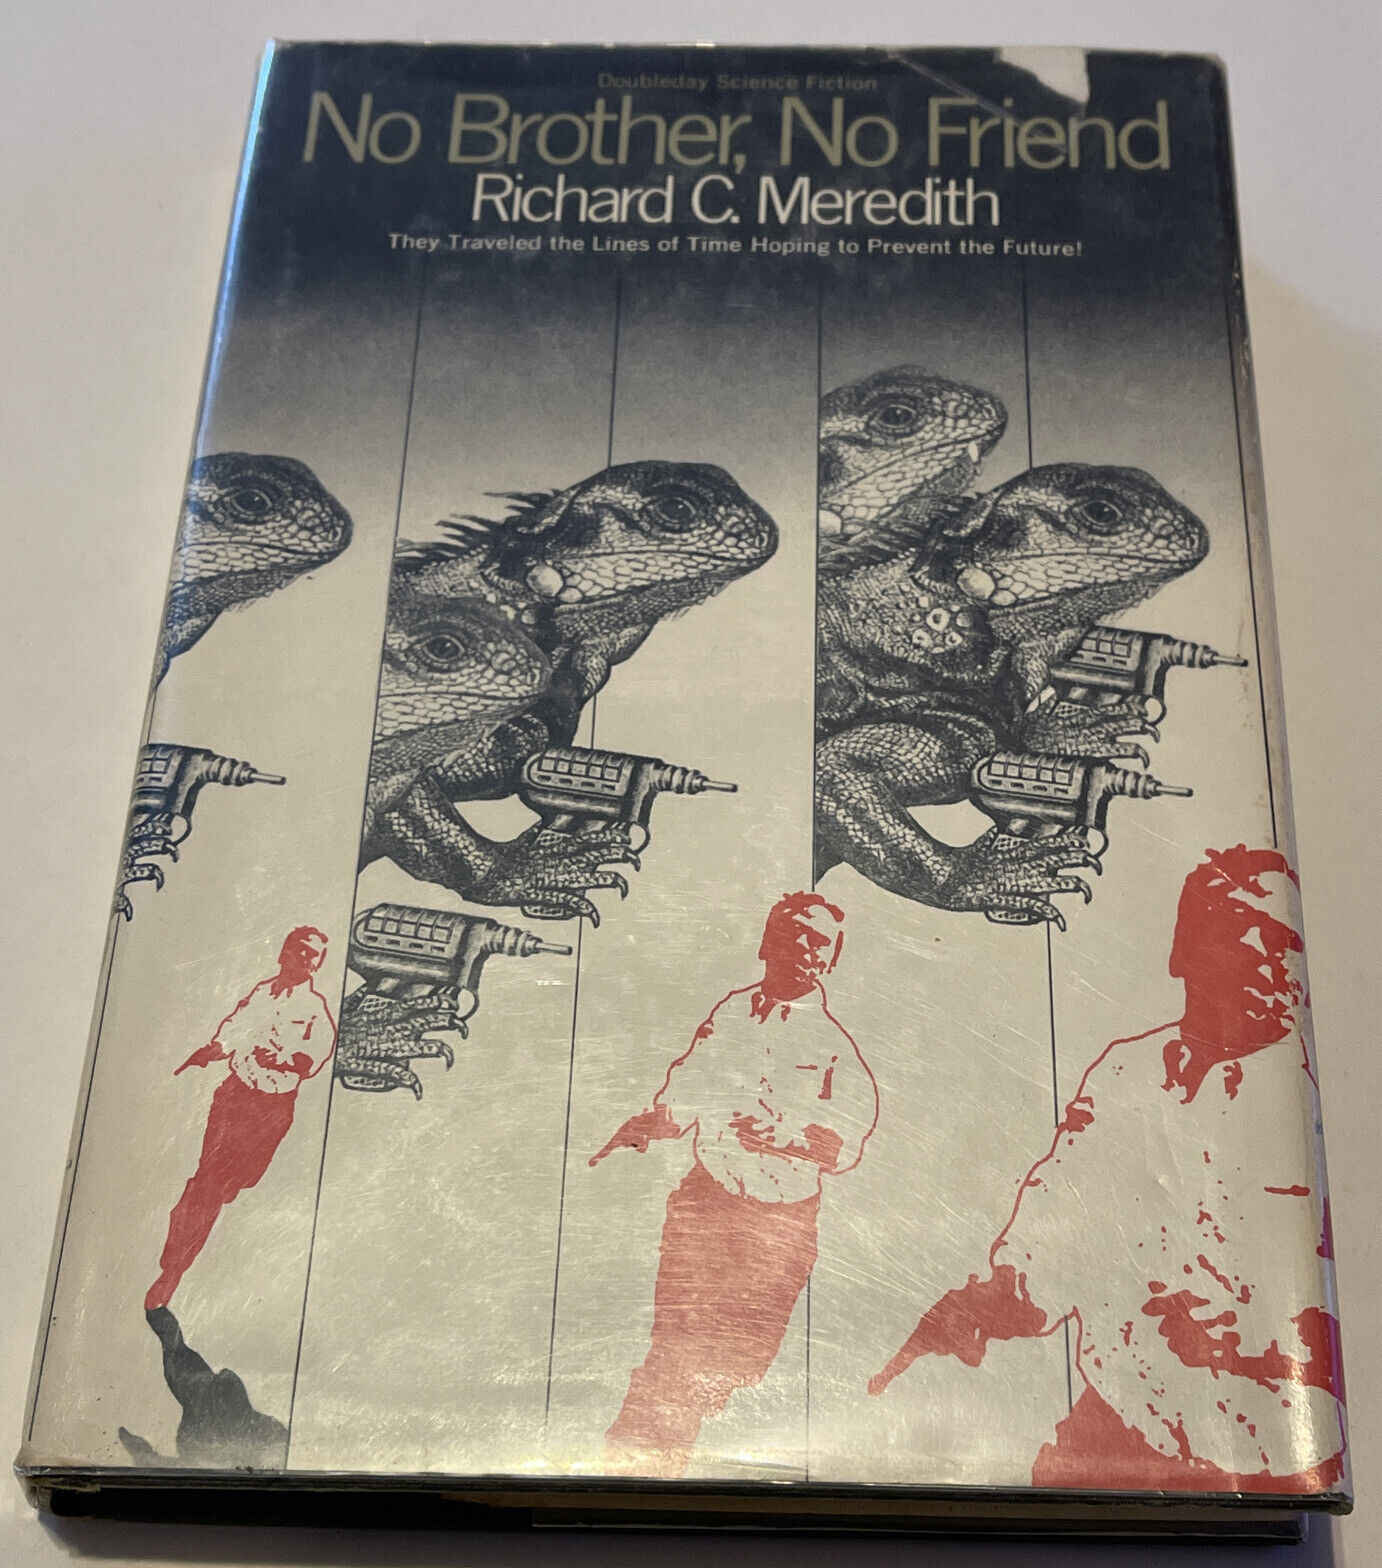 Doubleday Science Fiction
No Brother, No Friend
Richard C. Meredith
They Traveled the Lines of Time Hoping to Prevent the Future!